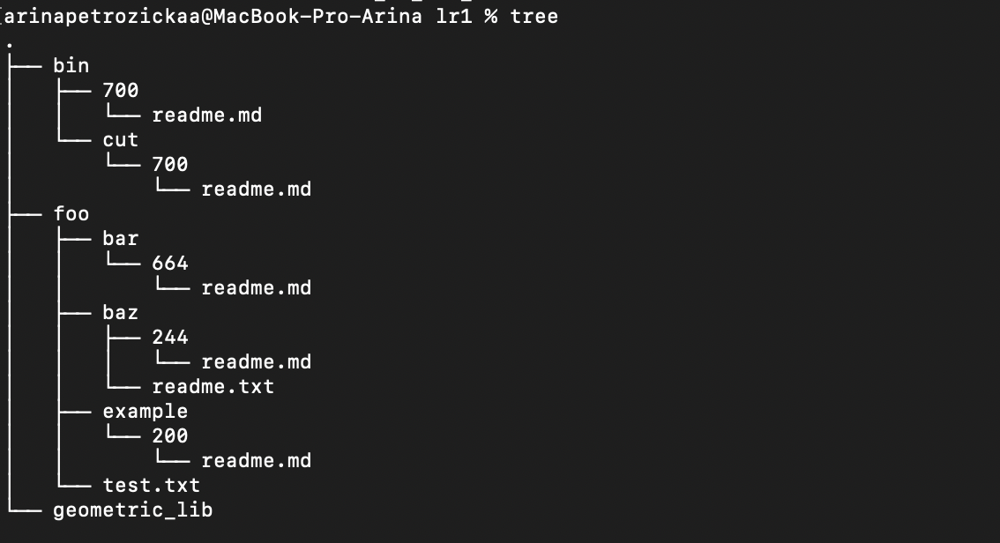 [arinapetrozickaa@MacBook-Pro-Arina lr1 % tree
.
├── bin
│   ├── 700
│   │   └── readme.md
│   └── cut
│       └── 700
│           └── readme.md
├── foo
│   ├── bar
│   │   └── 664
│   │       └── readme.md
│   ├── baz
│   │   ├── 244
│   │   │   └── readme.md
│   │   └── readme.txt
│   ├── example
│   │   └── 200
│   │       └── readme.md
│   └── test.txt
└── geometric_lib